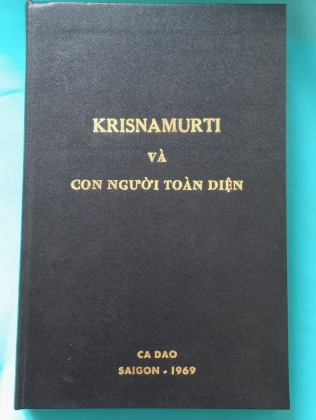 KRISNAMURTI
VÀ
CON NGƯỜI TOÀN DIỆN
CA DAO
SAIGON - 1969